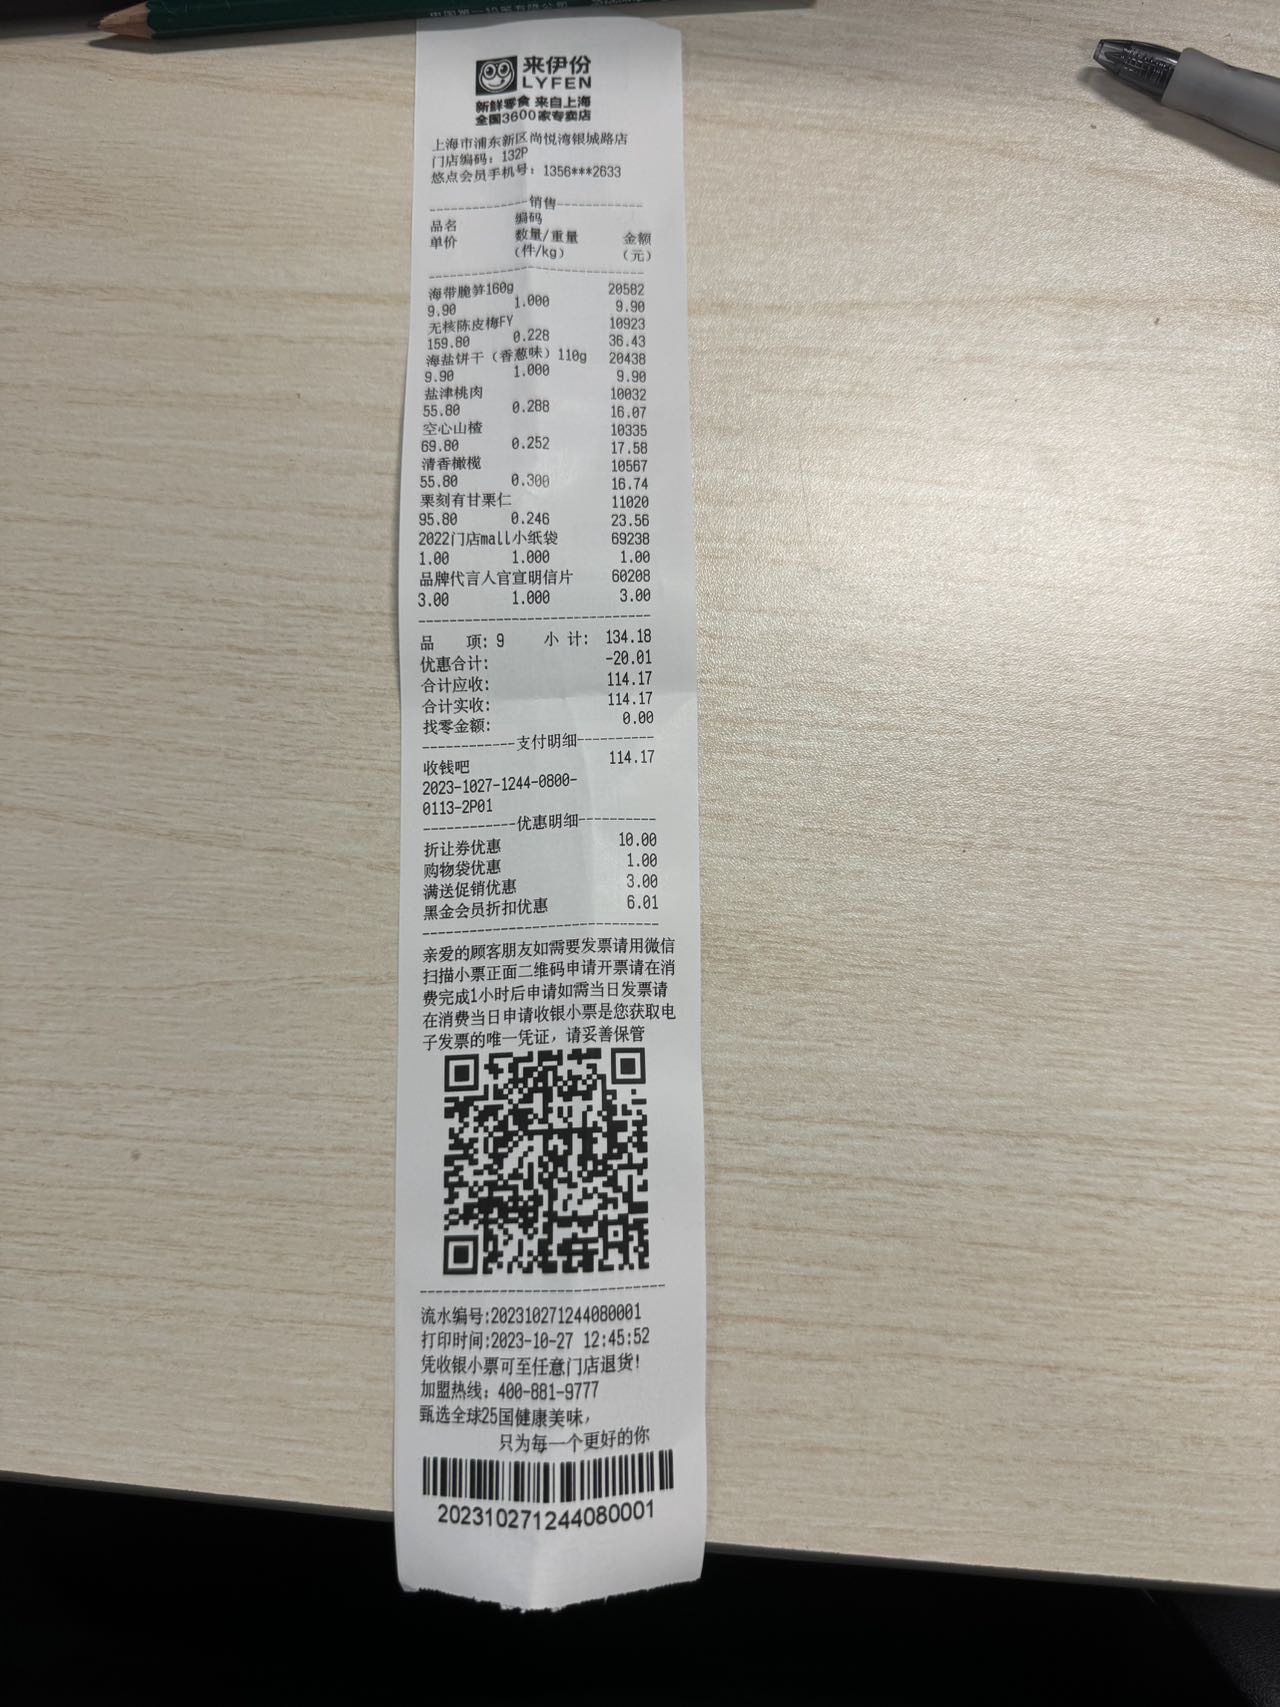 来伊份
LYFEN
新鲜零食 来自上海
全国3600家专卖店
上海市浦东新区尚悦湾银城路店
门店编码：132P
悠点会员手机号：1356***2633
销售
品名 编码
单价 数量/重量 金额
(件/kg) (元)
海带脆笋160g 20582
9.90 1.000 9.90
无核陈皮梅FY 10923
159.80 0.228 36.43
海盐饼干（香葱味）110g 20438
9.90 1.000 9.90
盐津桃肉 10032
55.80 0.288 16.07
空心山楂 10335
69.80 0.252 17.58
清香橄榄 10567
55.80 0.300 16.74
栗刻有甘栗仁 11020
95.80 0.246 23.56
2022门店mall小纸袋 69238
1.00 1.000 1.00
品牌代言人官宣明信片 60208
3.00 1.000 3.00
品 项: 9 小 计: 134.18
优惠合计: -20.01
合计应收: 114.17
合计实收: 114.17
找零金额: 0.00
支付明细
收钱吧 114.17
2023-1027-1244-0800-
0113-2P01
优惠明细
折让券优惠 10.00
购物袋优惠 1.00
满送促销优惠 3.00
黑金会员折扣优惠 6.01
亲爱的顾客朋友如需要发票请用微信
扫描小票正面二维码申请开票请在消
费完成1小时后申请如需当日发票请
在消费当日申请收银小票是您获取电
子发票的唯一凭证，请妥善保管
流水编号:202310271244080001
打印时间:2023-10-27 12:45:52
凭收银小票可至任意门店退货!
加盟热线：400-881-9777
甄选全球25国健康美味，
只为每一个更好的你
202310271244080001